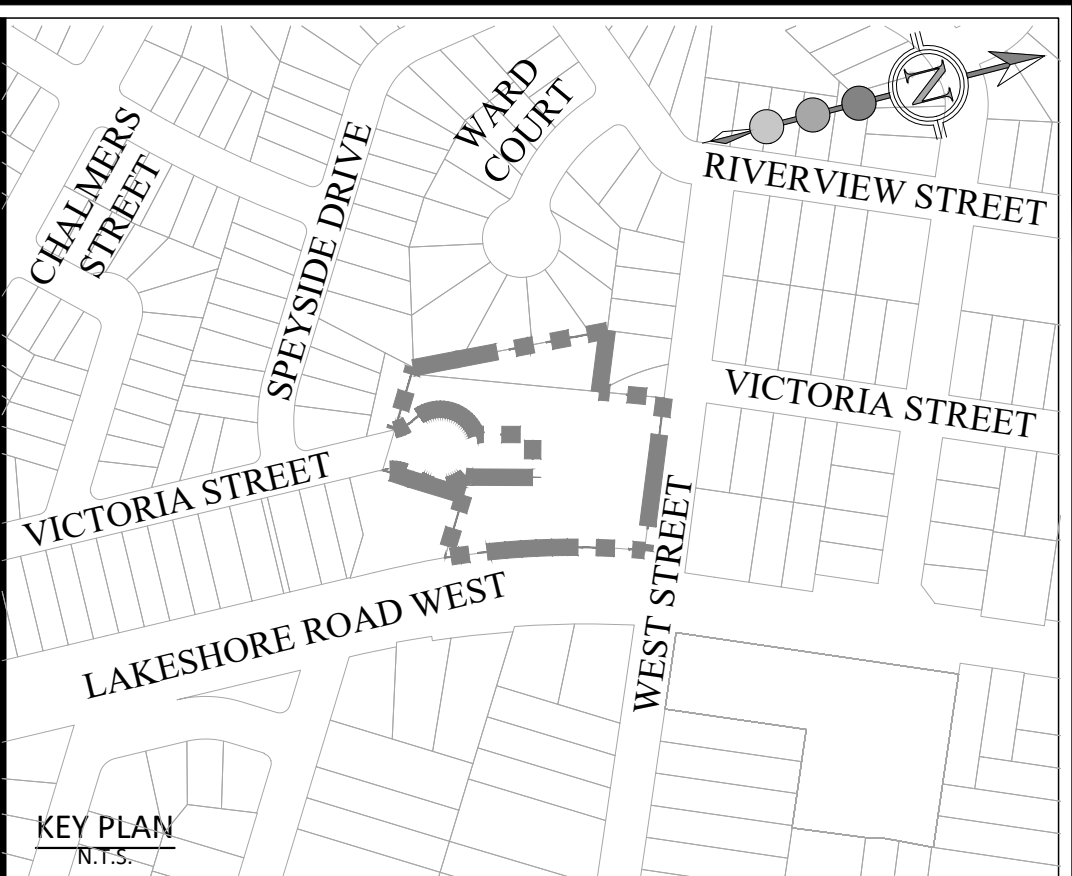 WARD
COURT
N
CHALMERS
STREET
SPEYSIDE DRIVE
RIVERVIEW STREET
VICTORIA STREET
VICTORIA STREET
WEST STREET
LAKESHORE ROAD WEST
KEY PLAN
N.T.S.